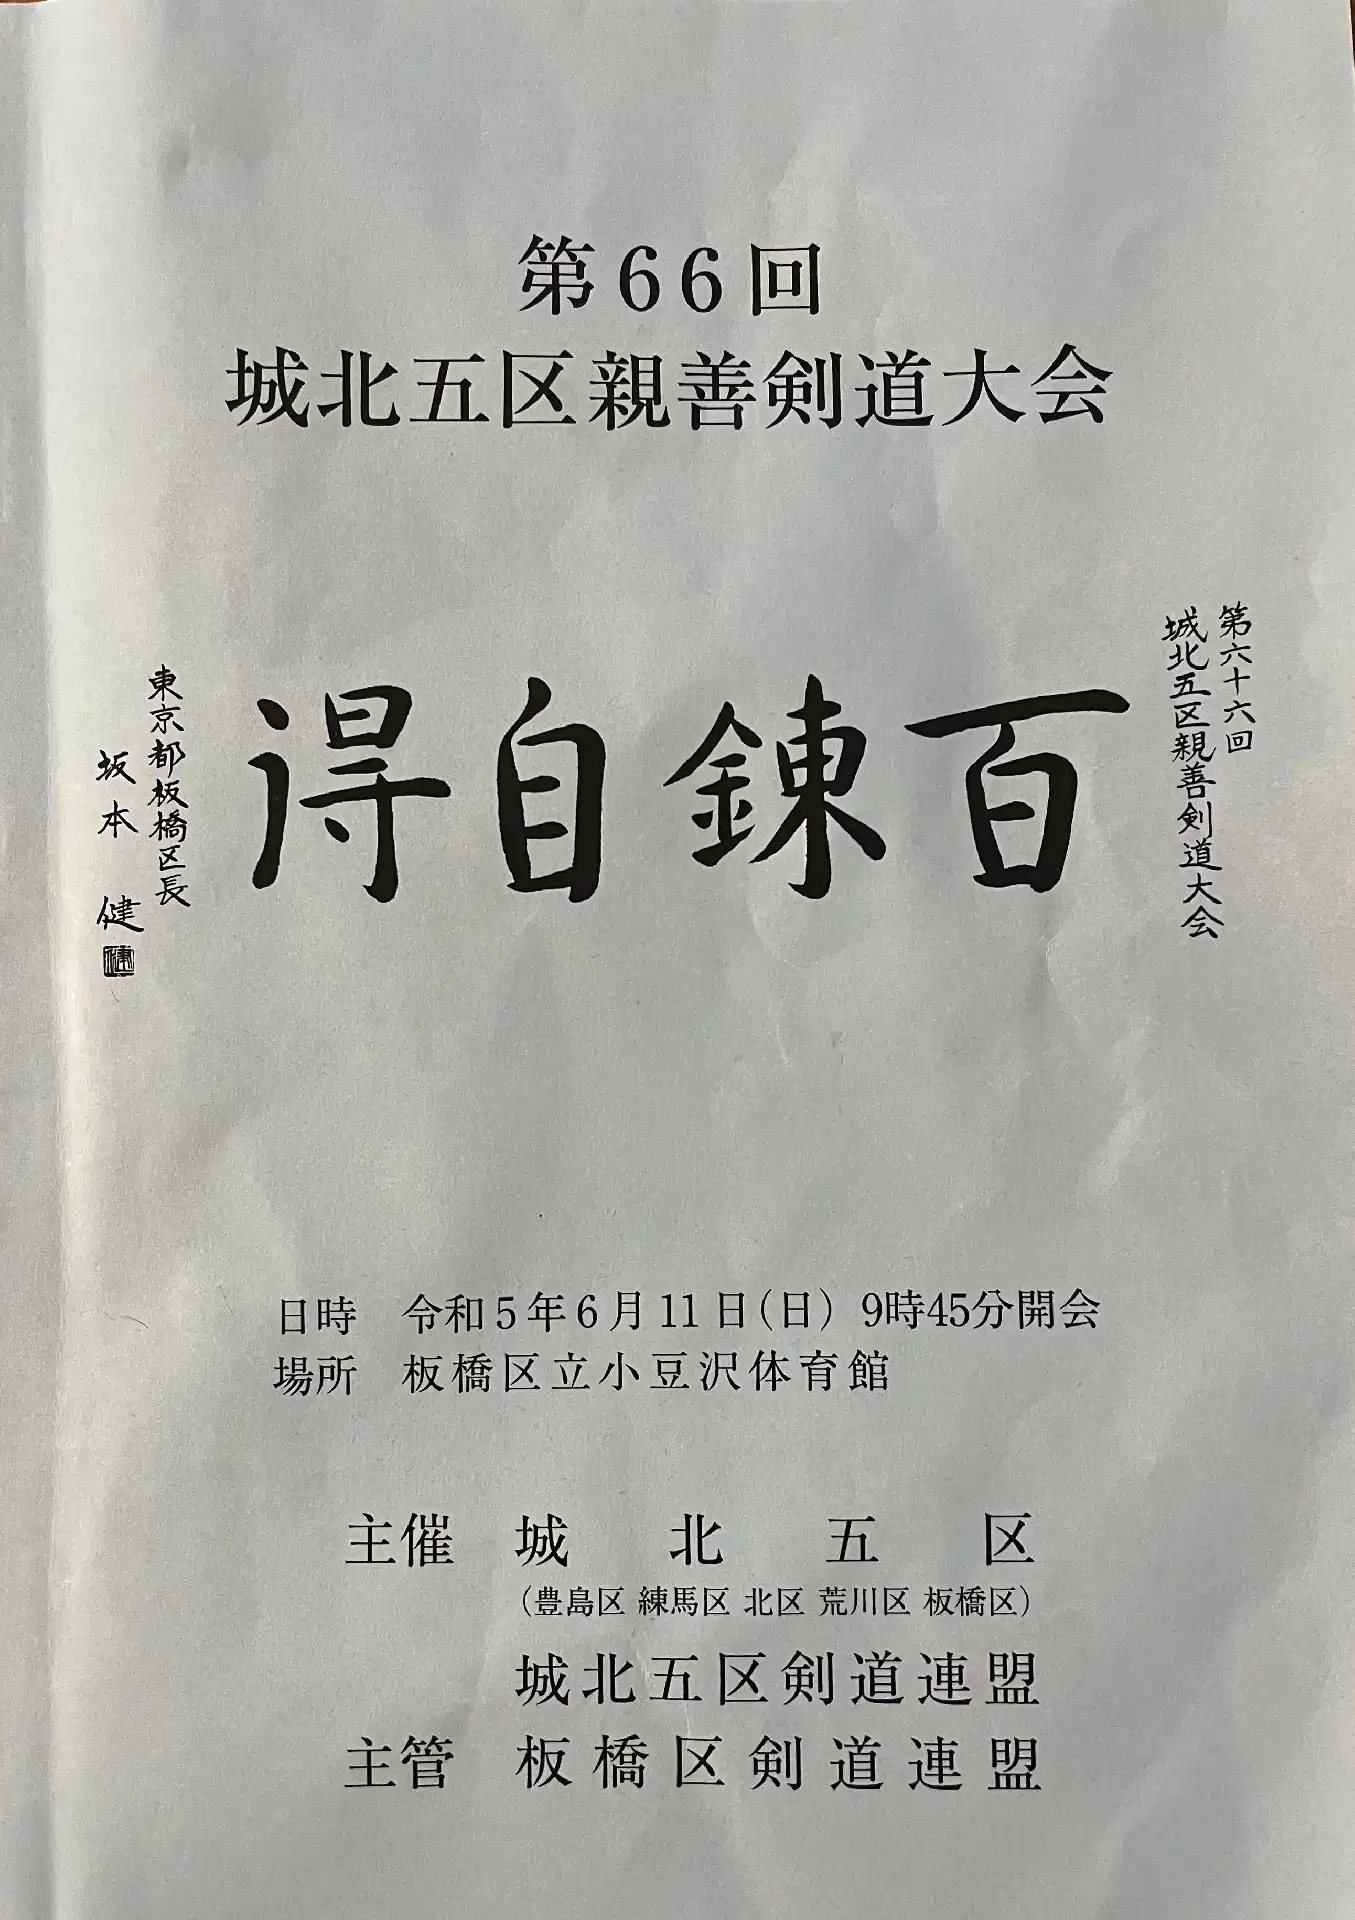 第66回
城北五区親善剣道大会
第六十六回
城北五区親善剣道大会
百錬自得
東京都板橋区長
坂本 健
日時 令和5年6月11日(日) 9時45分開会
場所 板橋区立小豆沢体育館
主催 城北五区
(豊島区 練馬区 北区 荒川区 板橋区)
城北五区剣道連盟
主管 板橋区剣道連盟